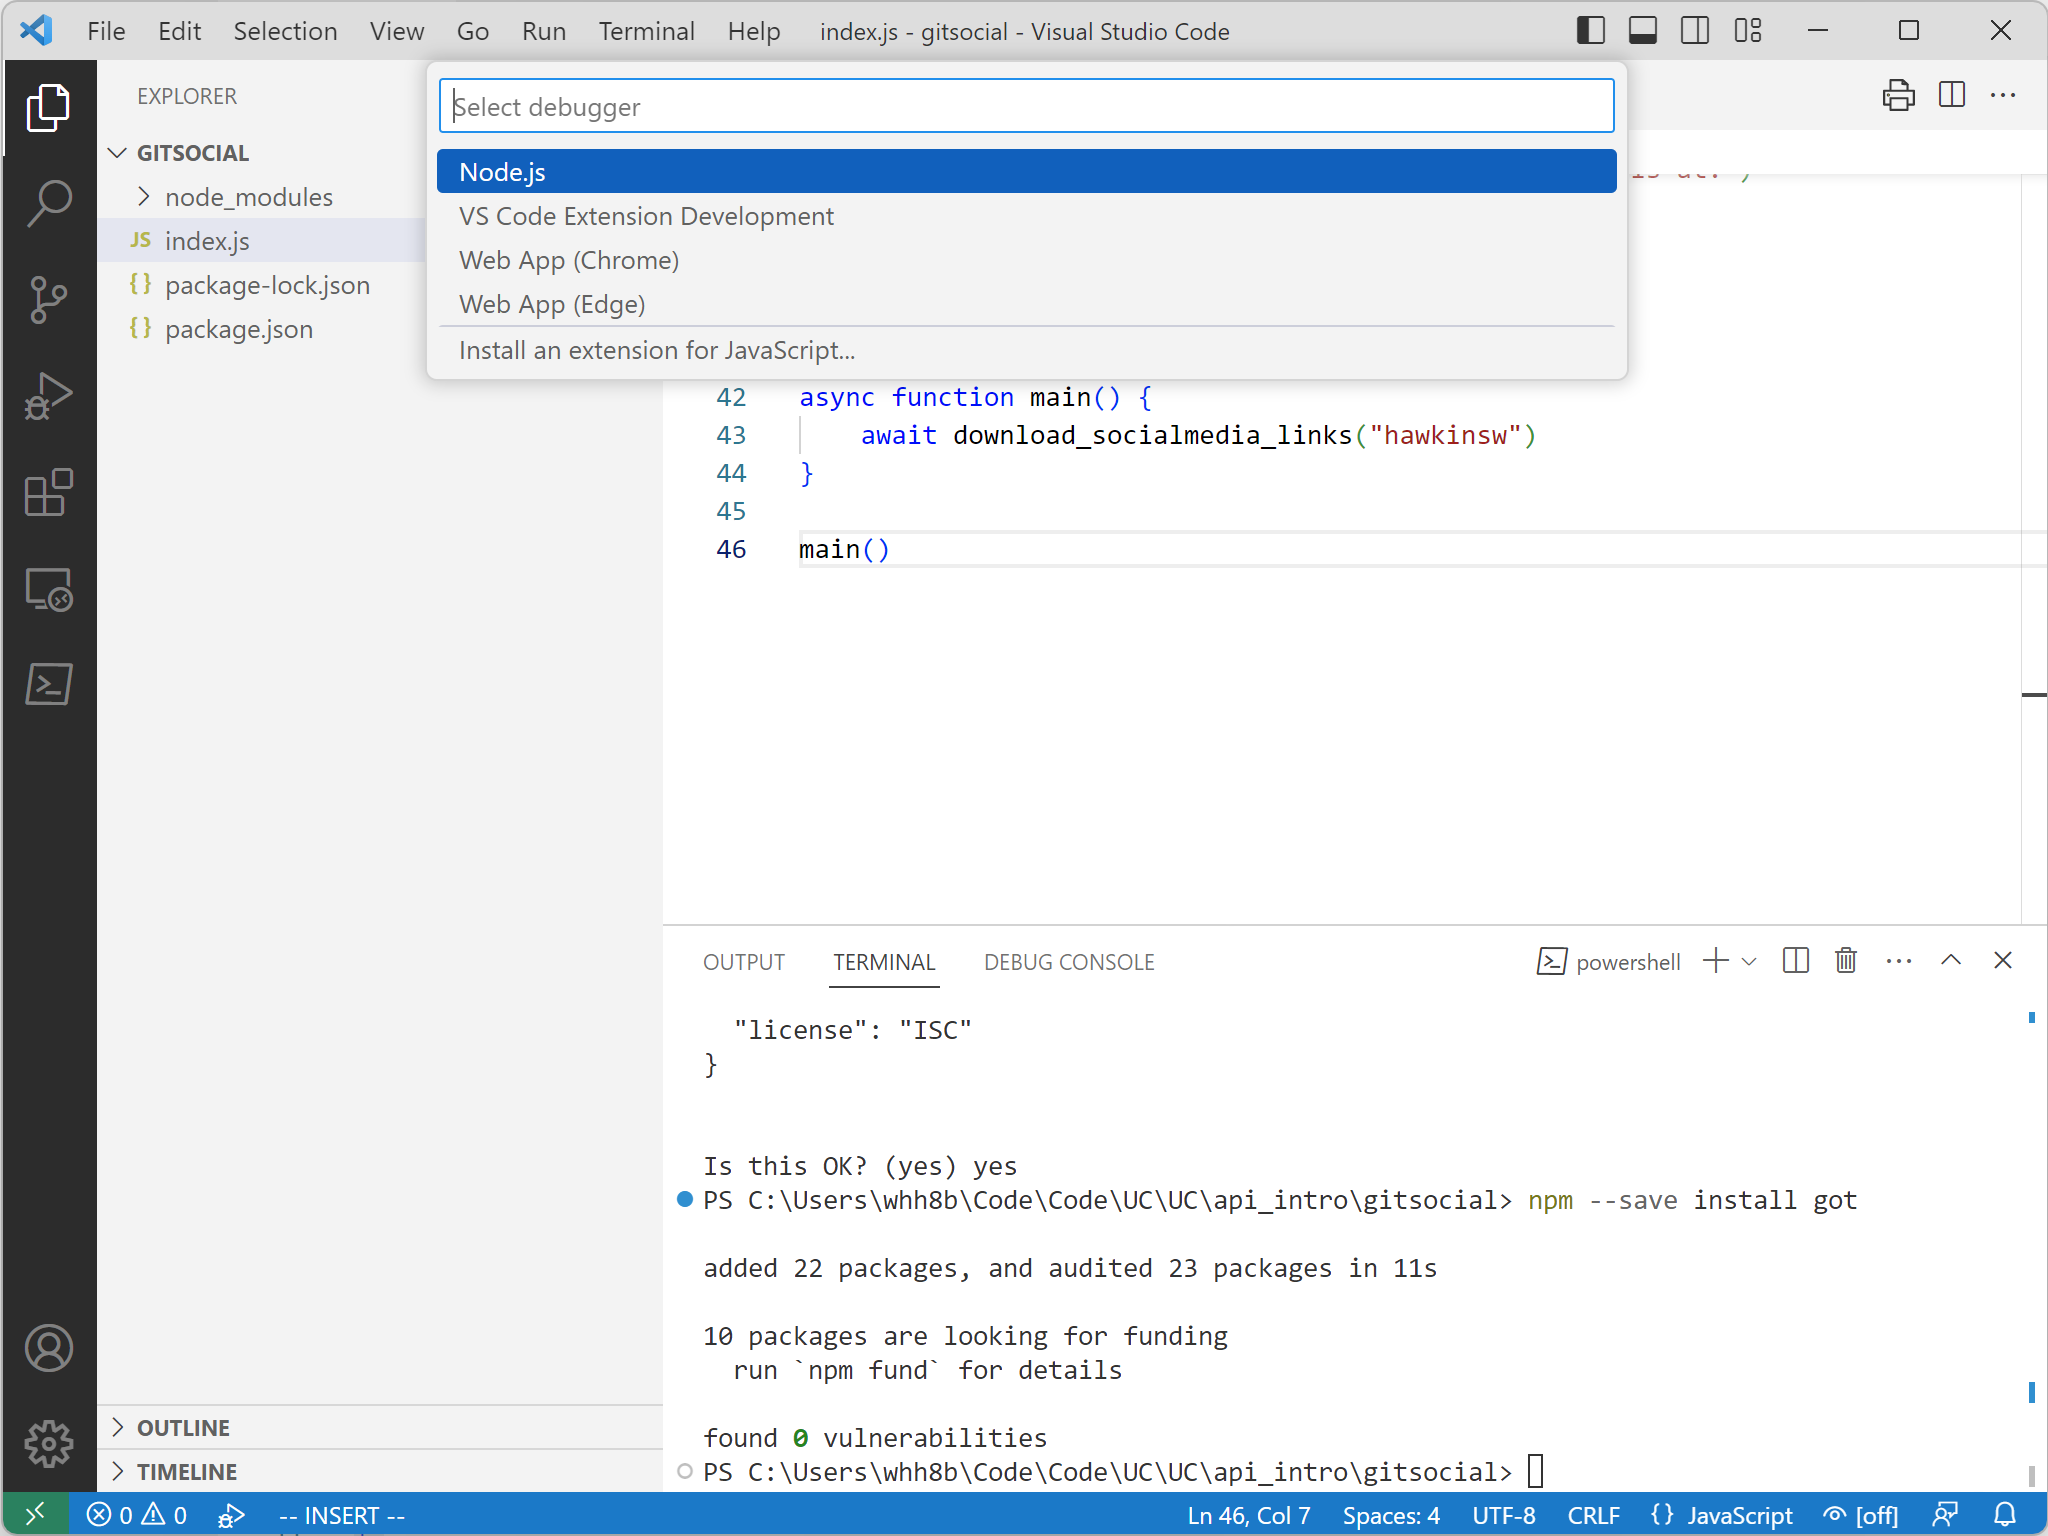 File Edit Selection View Go Run Terminal Help index.js - gitsocial - Visual Studio Code
EXPLORER
GITSOCIAL
node_modules
JS index.js
{} package-lock.json
{} package.json
OUTLINE
TIMELINE
Select debugger
Node.js
VS Code Extension Development
Web App (Chrome)
Web App (Edge)
Install an extension for JavaScript...
42 async function main() {
43 await download_socialmedia_links("hawkinsw")
44 }
45
46 main()
OUTPUT TERMINAL DEBUG CONSOLE powershell
"license": "ISC"
}
Is this OK? (yes) yes
PS C:\Users\whh8b\Code\Code\UC\UC\api_intro\gitsocial> npm --save install got
added 22 packages, and audited 23 packages in 11s
10 packages are looking for funding
run `npm fund` for details
found 0 vulnerabilities
PS C:\Users\whh8b\Code\Code\UC\UC\api_intro\gitsocial>
0 0 -- INSERT -- Ln 46, Col 7 Spaces: 4 UTF-8 CRLF {} JavaScript [off]